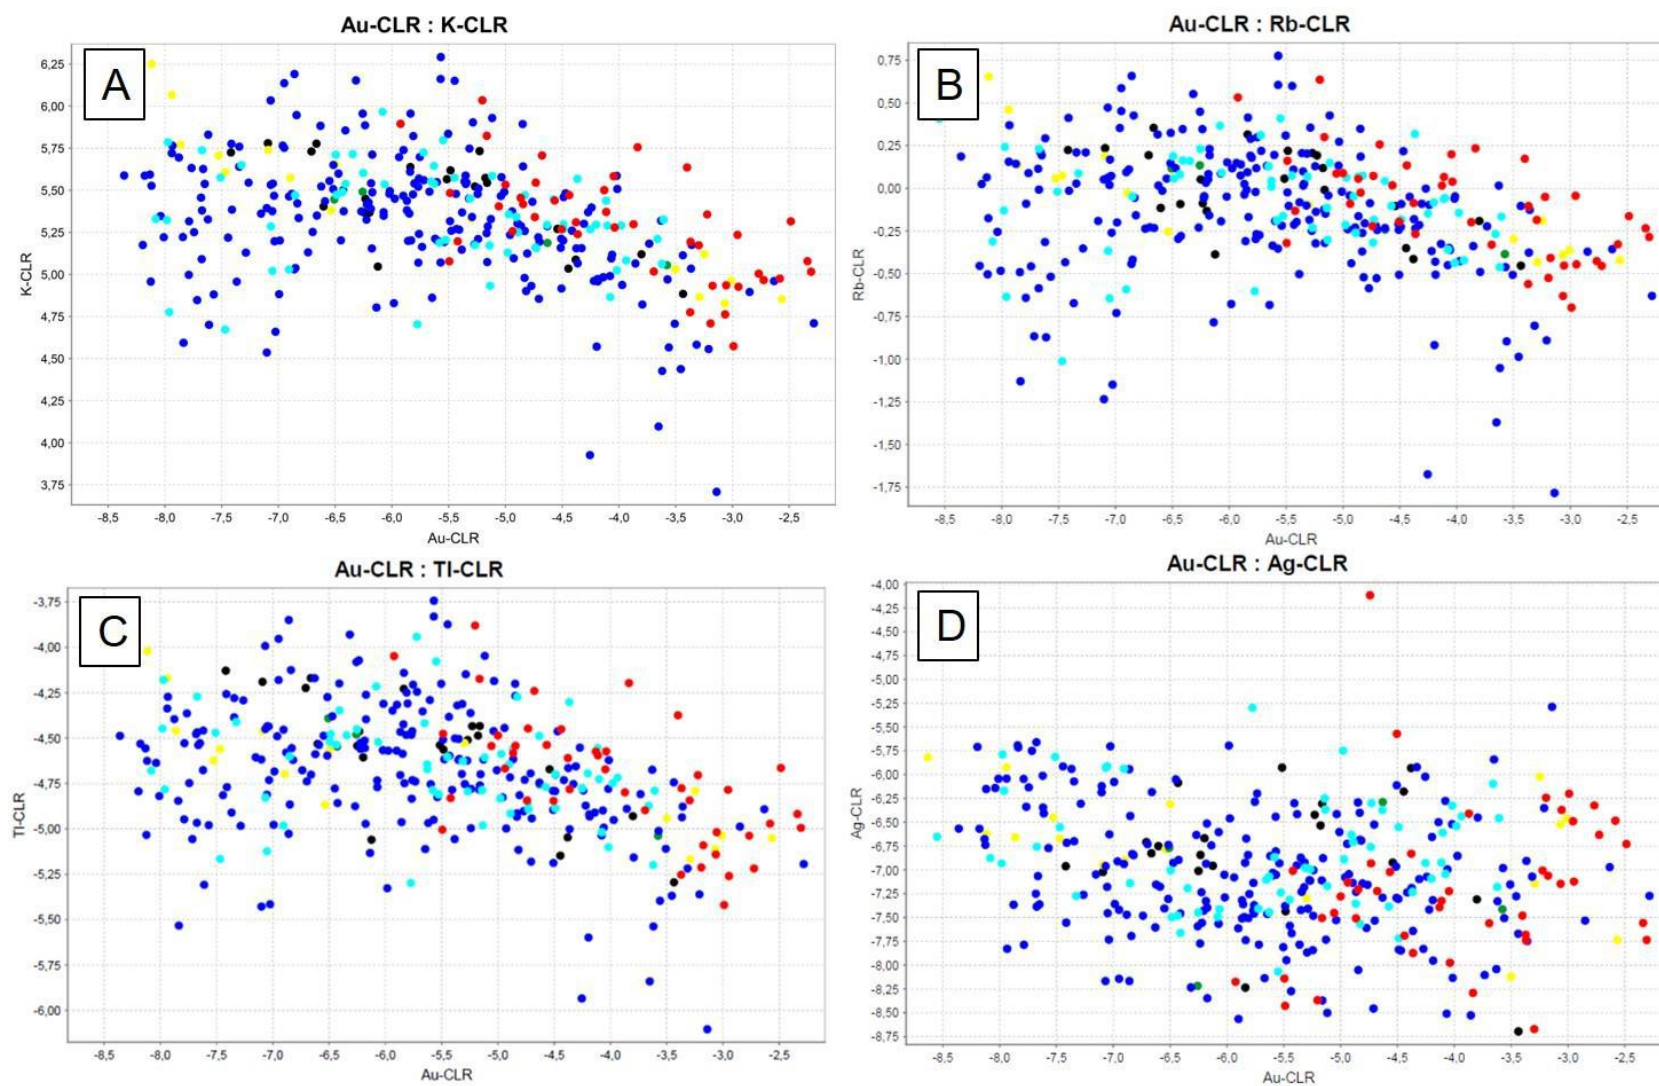 Au-CLR : K-CLR
A
6,25
6,00
5,75
5,50
5,25
5,00
4,75
4,50
4,25
4,00
3,75
K-CLR
-8,5 -8,0 -7,5 -7,0 -6,5 -6,0 -5,5 -5,0 -4,5 -4,0 -3,5 -3,0 -2,5
Au-CLR
Au-CLR : Rb-CLR
B
0,75
0,50
0,25
0,00
-0,25
-0,50
-0,75
-1,00
-1,25
-1,50
-1,75
Rb-CLR
-8,5 -8,0 -7,5 -7,0 -6,5 -6,0 -5,5 -5,0 -4,5 -4,0 -3,5 -3,0 -2,5
Au-CLR
Au-CLR : Tl-CLR
C
-3,75
-4,00
-4,25
-4,50
-4,75
-5,00
-5,25
-5,50
-5,75
-6,00
Tl-CLR
-8,5 -8,0 -7,5 -7,0 -6,5 -6,0 -5,5 -5,0 -4,5 -4,0 -3,5 -3,0 -2,5
Au-CLR
Au-CLR : Ag-CLR
D
-4,00
-4,25
-4,50
-4,75
-5,00
-5,25
-5,50
-5,75
-6,00
-6,25
-6,50
-6,75
-7,00
-7,25
-7,50
-7,75
-8,00
-8,25
-8,50
-8,75
Ag-CLR
-8,5 -8,0 -7,5 -7,0 -6,5 -6,0 -5,5 -5,0 -4,5 -4,0 -3,5 -3,0 -2,5
Au-CLR